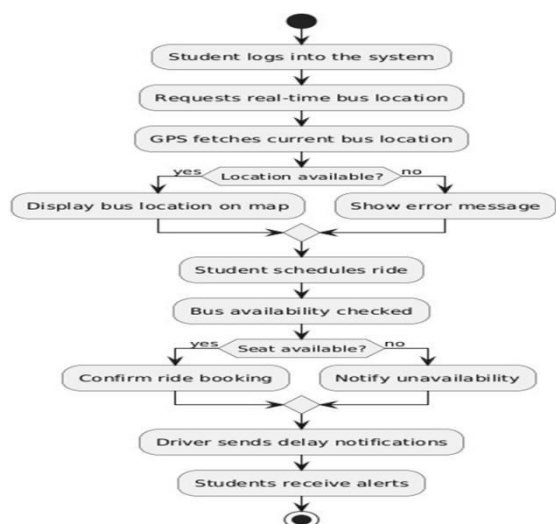 Student logs into the system
Requests real-time bus location
GPS fetches current bus location
yes
Location available?
no
Display bus location on map
Show error message
Student schedules ride
Bus availability checked
yes
Seat available?
no
Confirm ride booking
Notify unavailability
Driver sends delay notifications
Students receive alerts